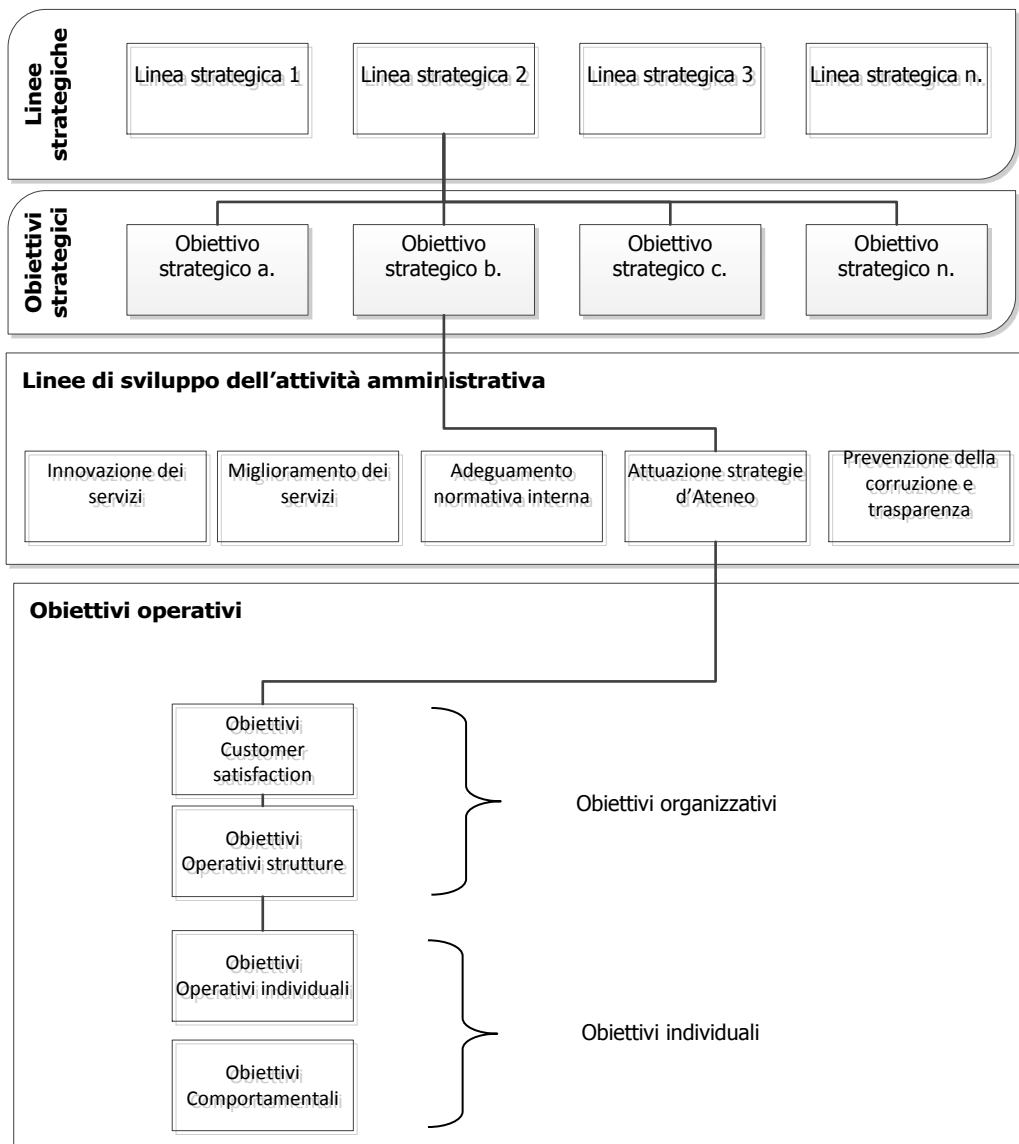 Linee
strategiche
Linea strategica 1
Linea strategica 2
Linea strategica 3
Linea strategica n.
Obiettivi
strategici
Obiettivo
strategico a.
Obiettivo
strategico b.
Obiettivo
strategico c.
Obiettivo
strategico n.
Linee di sviluppo dell’attività amministrativa
Innovazione dei
servizi
Miglioramento dei
servizi
Adeguamento
normativa interna
Attuazione strategie
d’Ateneo
Prevenzione della
corruzione e
trasparenza
Obiettivi operativi
Obiettivi
Customer
satisfaction
Obiettivi
Operativi strutture
Obiettivi organizzativi
Obiettivi
Operativi individuali
Obiettivi
Comportamentali
Obiettivi individuali